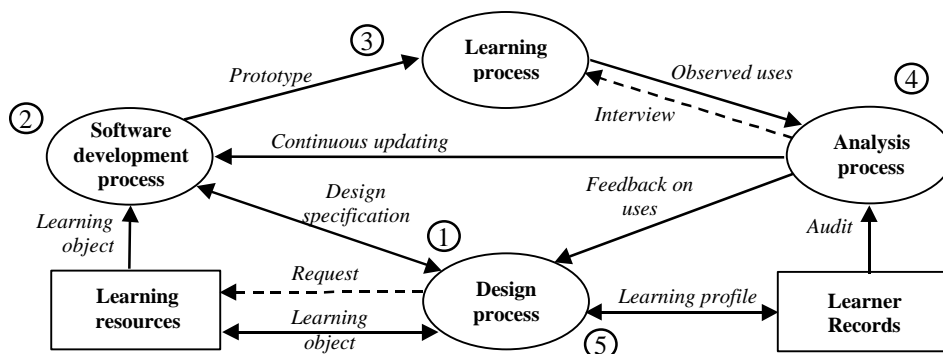 3
Learning
process
Prototype
Observed uses
4
Interview
2
Software
development
process
Continuous updating
Analysis
process
Design
specification
Feedback on
uses
Learning
object
1
Audit
Request
Learning
resources
Design
process
Learning profile
Learner
Records
Learning
object
5